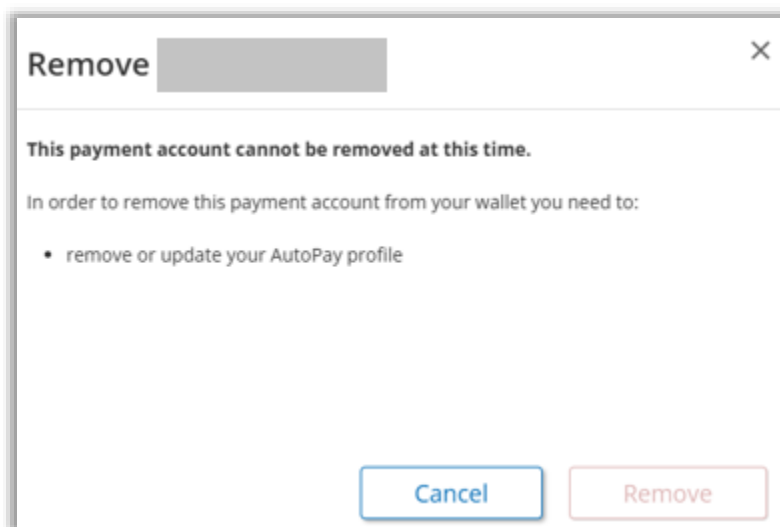 Remove
This payment account cannot be removed at this time.
In order to remove this payment account from your wallet you need to:
• remove or update your AutoPay profile
Cancel Remove